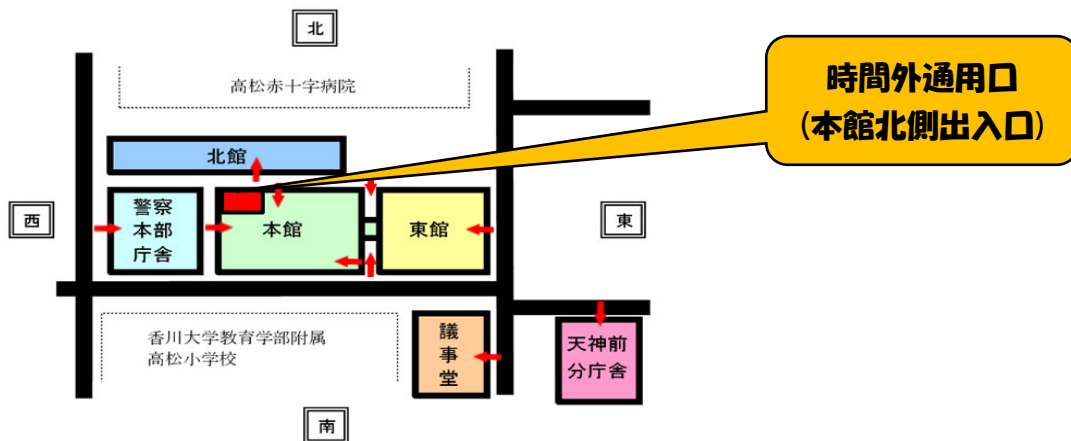 北
高松赤十字病院
時間外通用口
(本館北側出入口)
北館
西
警察
本部
庁舎
本館
東館
東
香川大学教育学部附属
高松小学校
議
事
堂
天神前
分庁舎
南